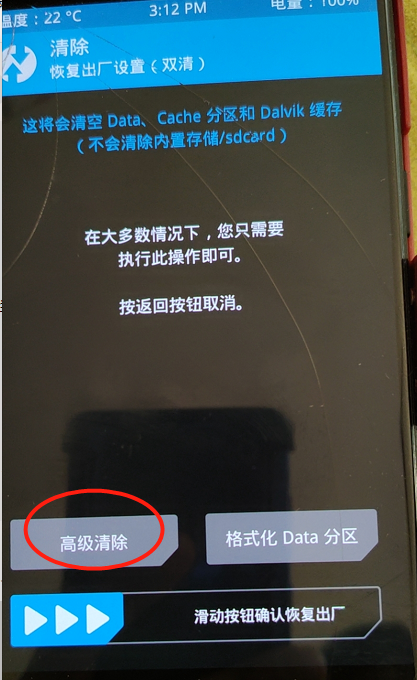 温度：22 °C 3:12 PM 电量：100%
清除
恢复出厂设置（双清）
这将会清空 Data、Cache 分区和 Dalvik 缓存
（不会清除内置存储/sdcard）
在大多数情况下，您只需要
执行此操作即可。
按返回按钮取消。
高级清除 格式化 Data 分区
滑动按钮确认恢复出厂